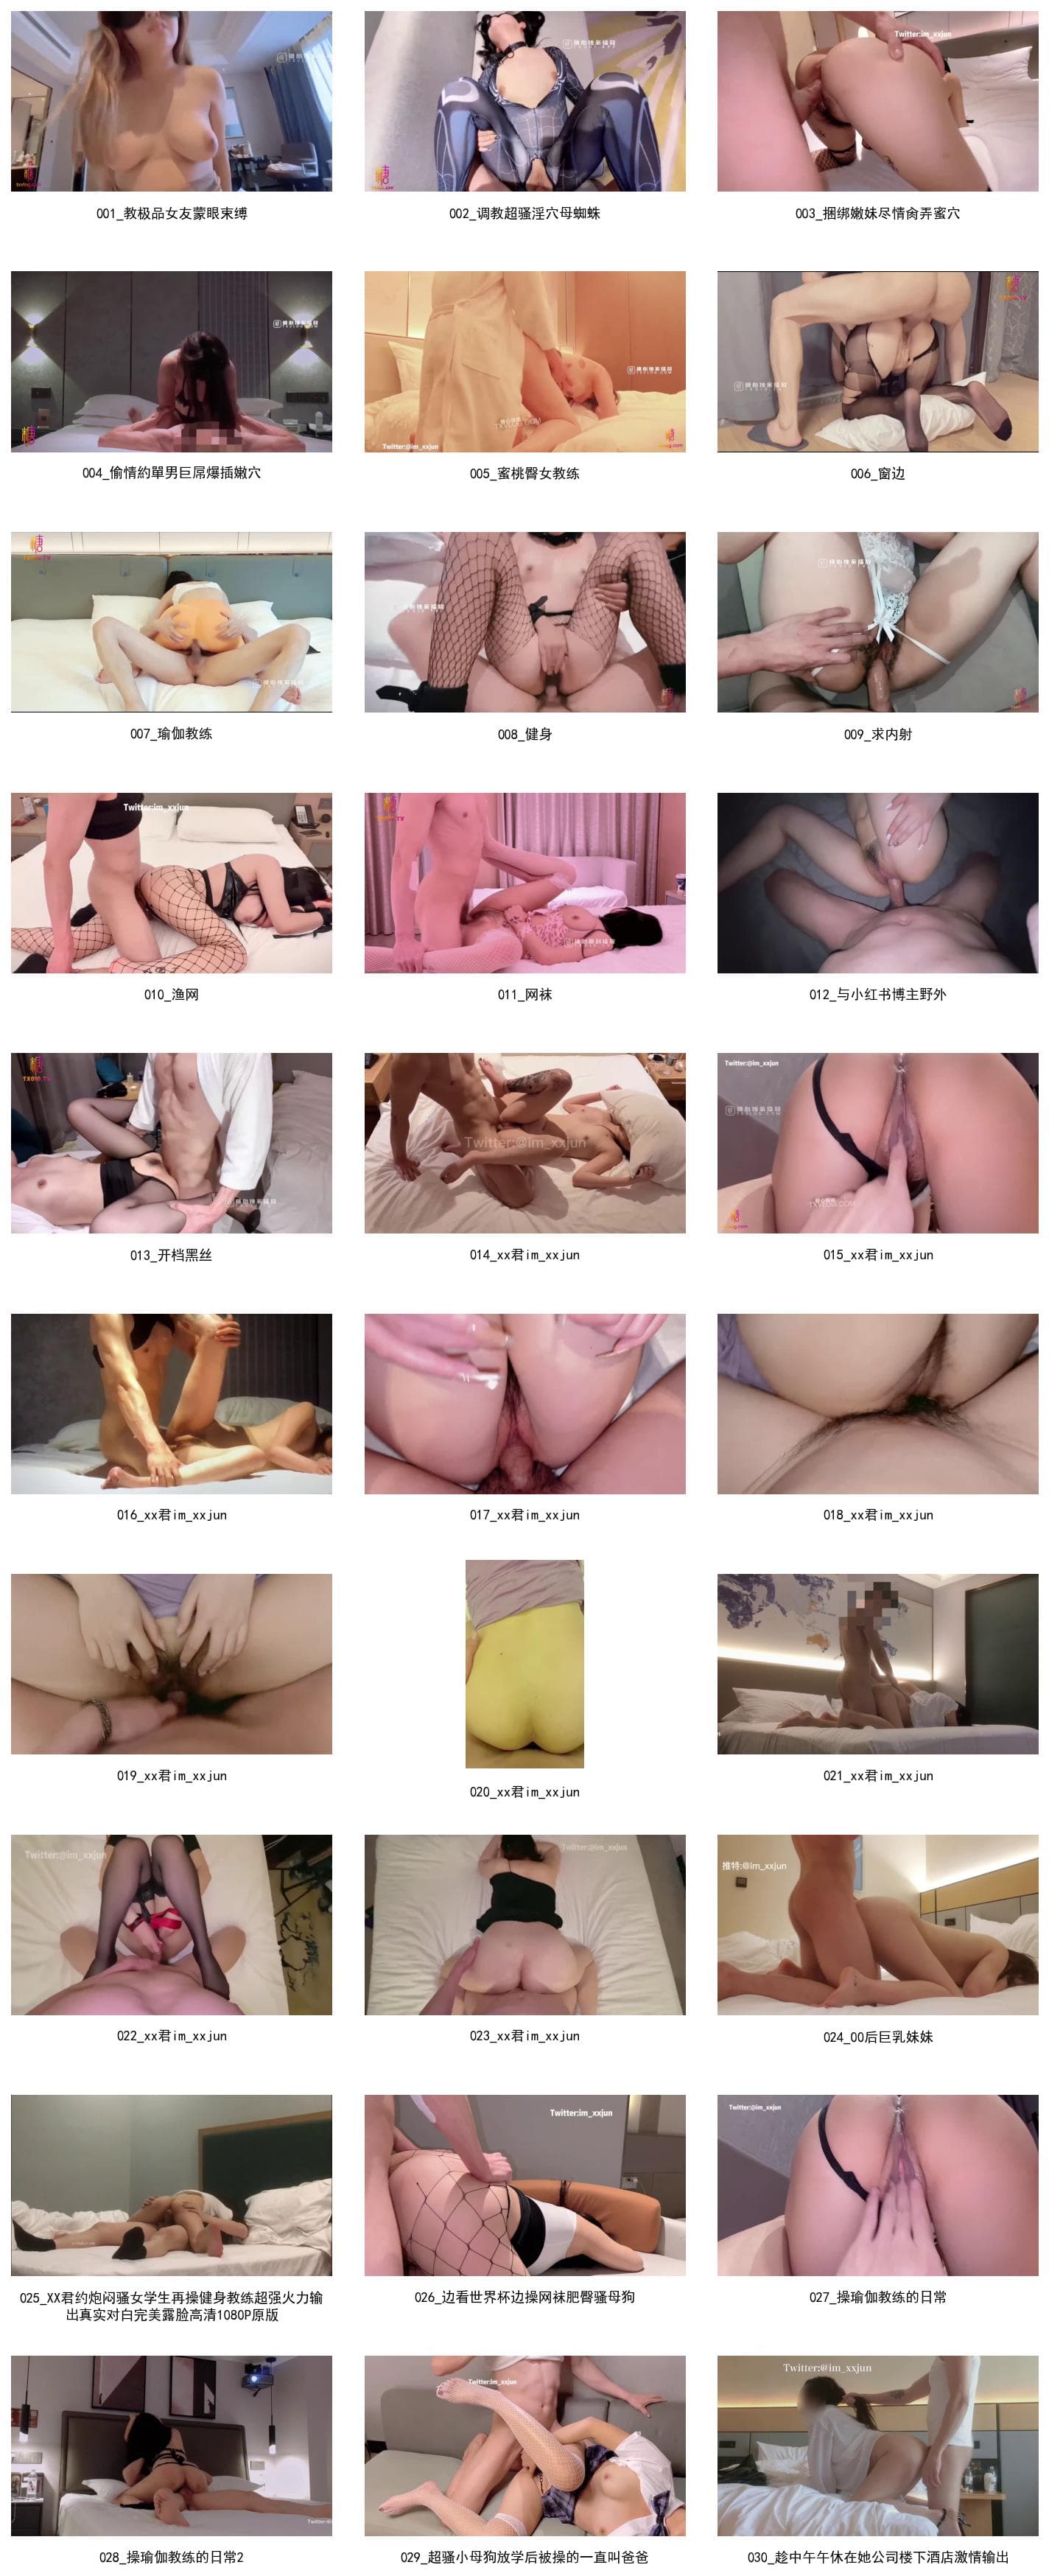 001_教极品女友蒙眼束缚
002_调教超骚淫穴母蜘蛛
Twitter:im_xxjun
003_捆绑嫩妹尽情肏弄蜜穴
004_偷情約單男巨屌爆插嫩穴
Twitter:im_xxjun
005_蜜桃臀女教练
006_窗边
007_瑜伽教练
008_健身
009_求内射
Twitter:im_xxjun
010_渔网
011_网袜
012_与小红书博主野外
013_开档黑丝
Twitter:@im_xxjun
014_xx君im_xxjun
Twitter:@im_xxjun
015_xx君im_xxjun
016_xx君im_xxjun
017_xx君im_xxjun
018_xx君im_xxjun
019_xx君im_xxjun
020_xx君im_xxjun
021_xx君im_xxjun
Twitter:@im_xxjun
022_xx君im_xxjun
Twitter:@im_xxjun
023_xx君im_xxjun
推特:@im_xxjun
024_00后巨乳妹妹
025_XX君约炮闷骚女学生再操健身教练超强火力输
出真实对白完美露脸高清1080P原版
Twitter:im_xxjun
026_边看世界杯边操网袜肥臀骚母狗
Twitter:@im_xxjun
027_操瑜伽教练的日常
028_操瑜伽教练的日常2
Twitter:im_xxjun
029_超骚小母狗放学后被操的一直叫爸爸
Twitter:@im_xxjun
030_趁中午午休在她公司楼下酒店激情输出